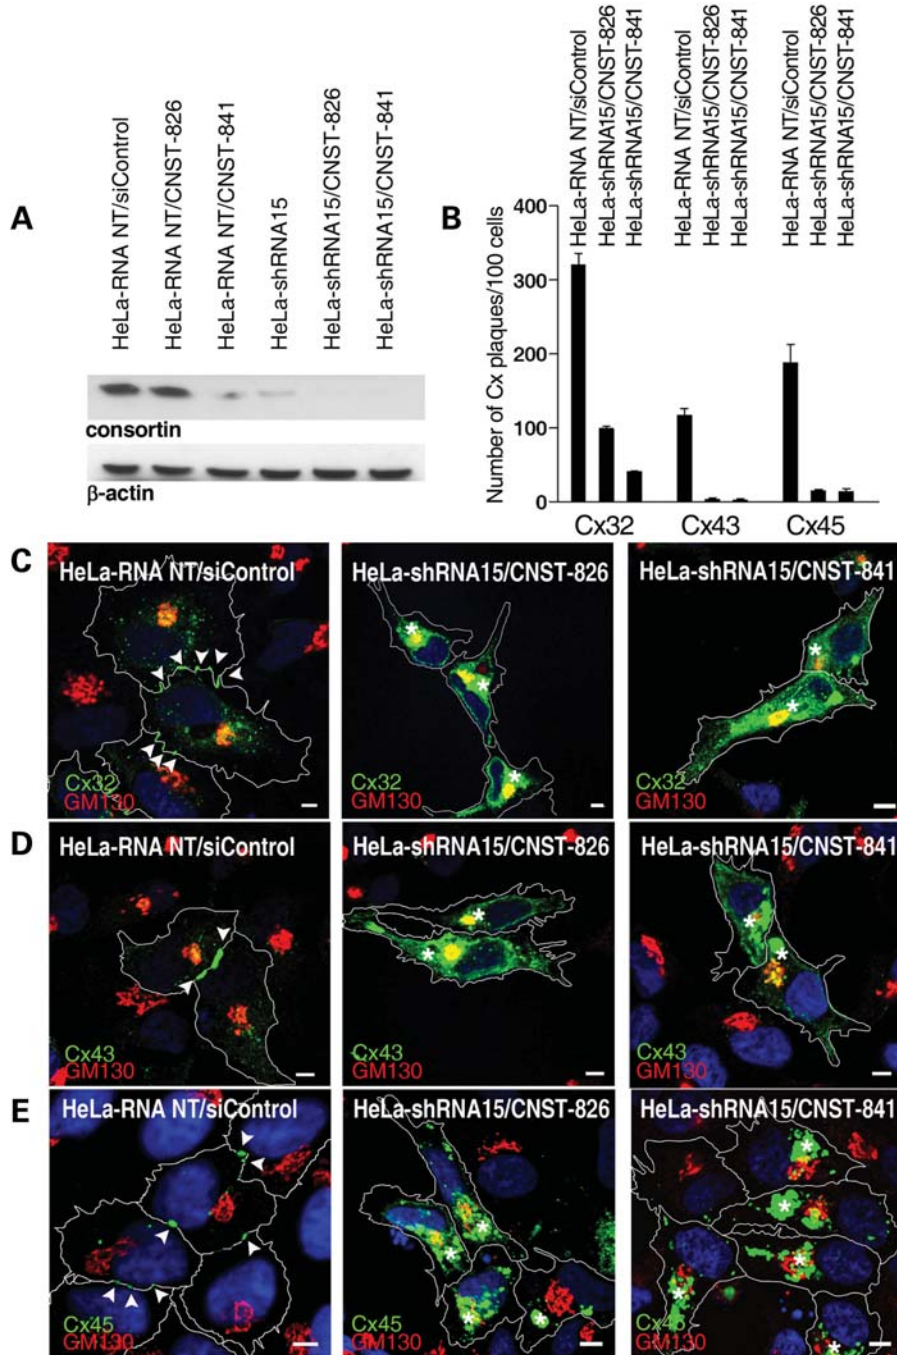 A
HeLa-RNA NT/siControl
HeLa-RNA NT/CNST-826
HeLa-RNA NT/CNST-841
HeLa-shRNA15
HeLa-shRNA15/CNST-826
HeLa-shRNA15/CNST-841
consortin
β-actin
B
HeLa-RNA NT/siControl
HeLa-shRNA15/CNST-826
HeLa-shRNA15/CNST-841
HeLa-RNA NT/siControl
HeLa-shRNA15/CNST-826
HeLa-shRNA15/CNST-841
HeLa-RNA NT/siControl
HeLa-shRNA15/CNST-826
HeLa-shRNA15/CNST-841
Number of Cx plaques/100 cells
400
300
200
100
0
Cx32 Cx43 Cx45
C
HeLa-RNA NT/siControl
Cx32
GM130
HeLa-shRNA15/CNST-826
Cx32
GM130
HeLa-shRNA15/CNST-841
Cx32
GM130
D
HeLa-RNA NT/siControl
Cx43
GM130
HeLa-shRNA15/CNST-826
Cx43
GM130
HeLa-shRNA15/CNST-841
Cx43
GM130
E
HeLa-RNA NT/siControl
Cx45
GM130
HeLa-shRNA15/CNST-826
Cx45
GM130
HeLa-shRNA15/CNST-841
Cx45
GM130